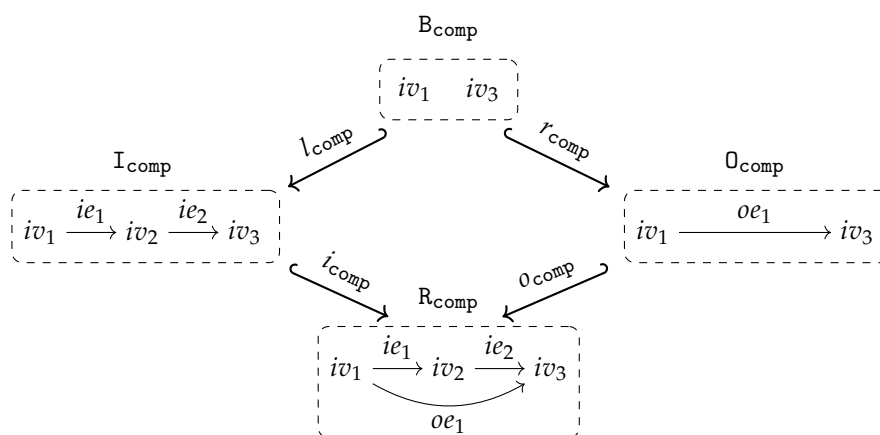 B_comp
iv_1 iv_3
l_comp r_comp
I_comp O_comp
iv_1 ie_1 iv_2 ie_2 iv_3
iv_1 oe_1 iv_3
i_comp o_comp
R_comp
iv_1 ie_1 iv_2 ie_2 iv_3
oe_1